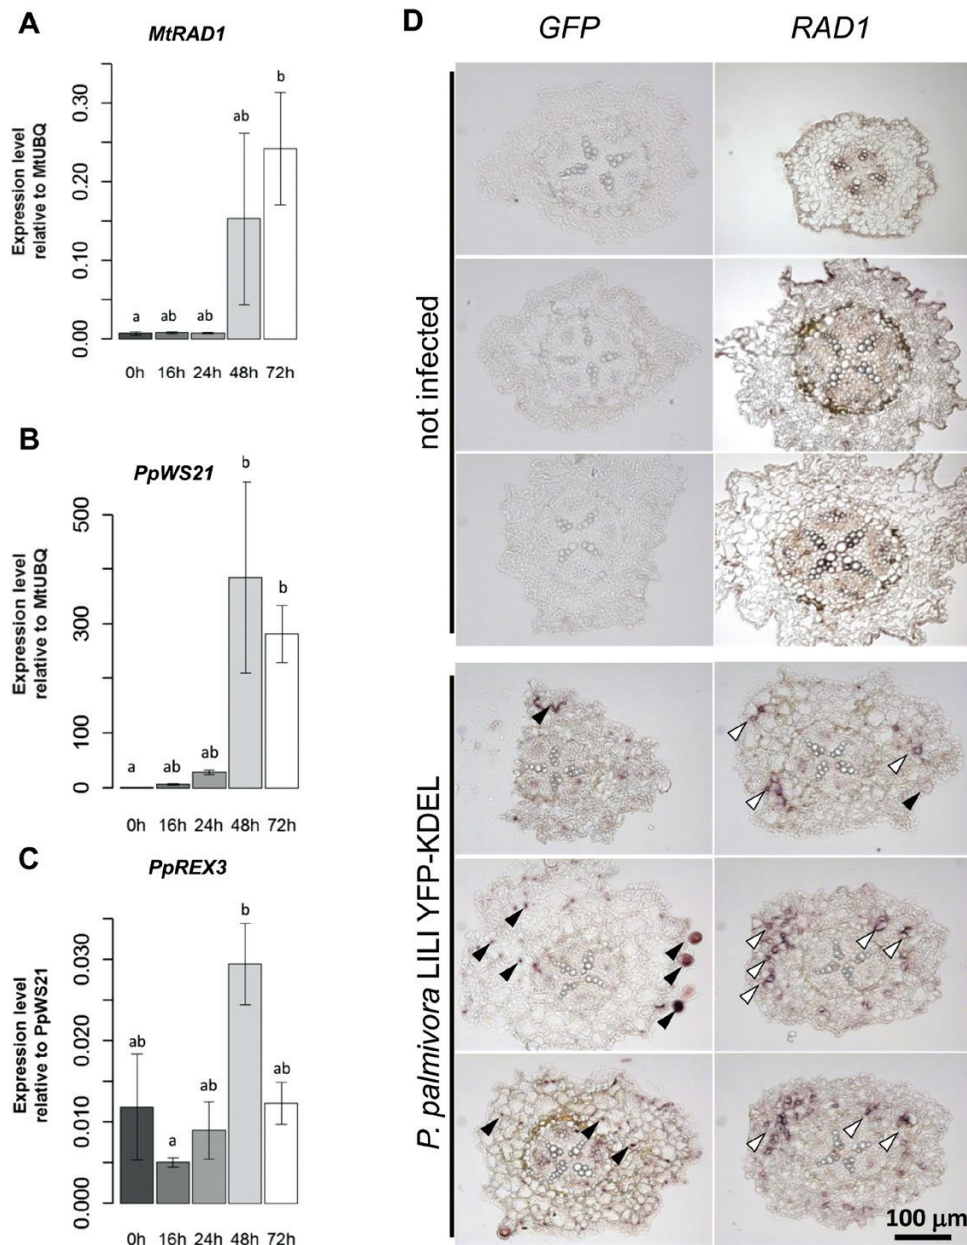 A
MtRAD1
Expression level
relative to MtUBQ
0.30
0.20
0.10
0.00
a
ab
ab
ab
b
0h 16h 24h 48h 72h
B
PpWS21
Expression level
relative to MtUBQ
500
300
100
0
a
ab
ab
b
b
0h 16h 24h 48h 72h
C
PpREX3
Expression level
relative to PpWS21
0.030
0.020
0.010
0.000
ab
a
ab
b
ab
0h 16h 24h 48h 72h
D
GFP RAD1
not infected
P. palmivora LILI YFP-KDEL
100 µm